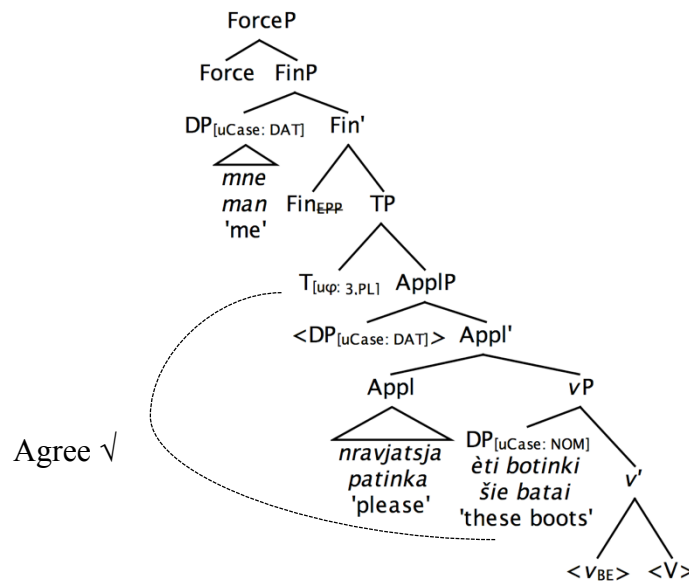 ForceP
Force FinP
DP[uCase: DAT] Fin'
mne
man
'me'
FinEPP TP
T[uφ: 3,PL] ApplP
<DP[uCase: DAT]> Appl'
Appl vP
nravjatsja
patinka
'please'
DP[uCase: NOM]
èti botinki
šie batai
'these boots'
v'
Agree √
<vBE> <V>